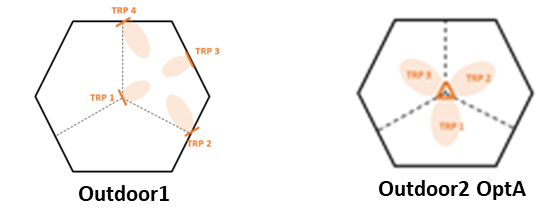 TRP 4
TRP 3
TRP 1
TRP 2
Outdoor1
TRP 3
TRP 2
TRP 1
Outdoor2 OptA